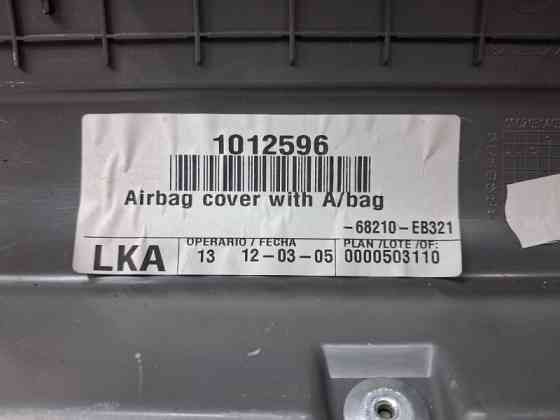 1012596
Airbag cover with A/bag
-68210-EB321
LKA
OPERARIO / FECHA
13 12-03-05
PLAN /LOTE /OF:
0000503110